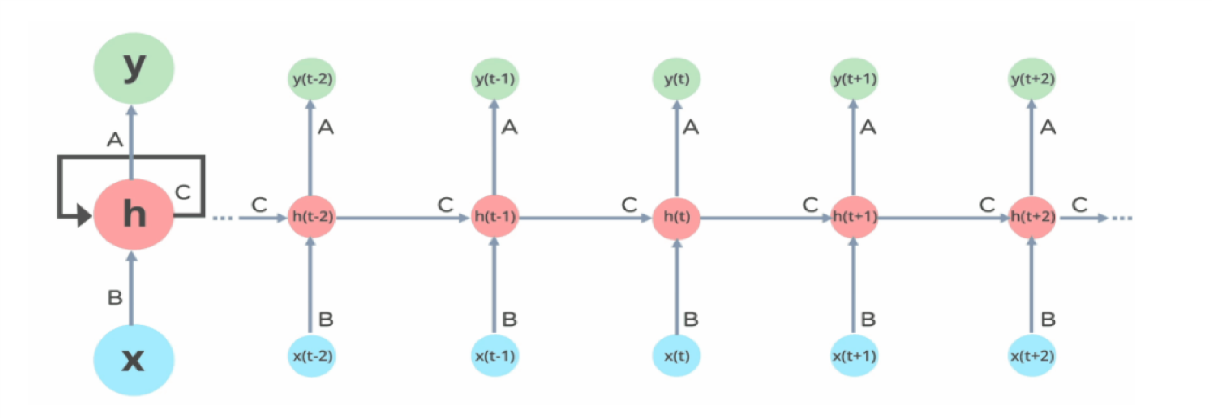 y
y(t-2) y(t-1) y(t) y(t+1) y(t+2)
A A A A A A
C
h
... C h(t-2) C h(t-1) C h(t) C h(t+1) C h(t+2) C ...
B B B B B B
x
x(t-2) x(t-1) x(t) x(t+1) x(t+2)